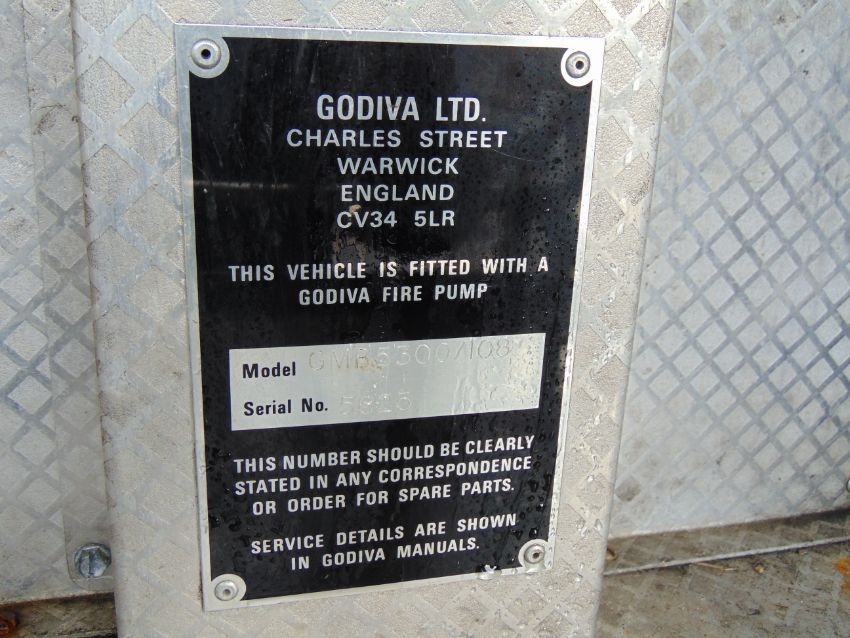 GODIVA LTD.
CHARLES STREET
WARWICK
ENGLAND
CV34 5LR
THIS VEHICLE IS FITTED WITH A
GODIVA FIRE PUMP
Model
Serial No.
THIS NUMBER SHOULD BE CLEARLY
STATED IN ANY CORRESPONDENCE
OR ORDER FOR SPARE PARTS.
SERVICE DETAILS ARE SHOWN
IN GODIVA MANUALS.